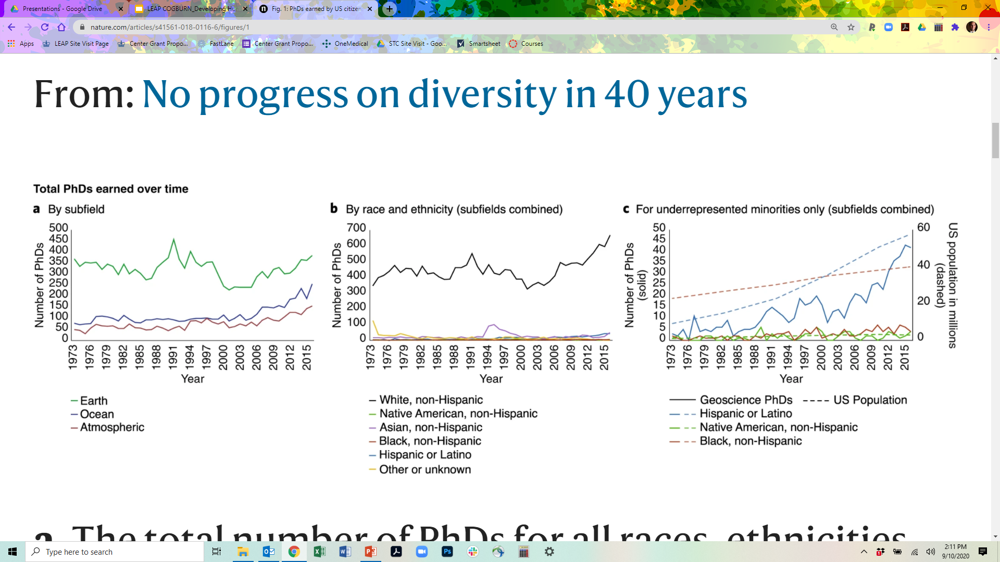 Presentations - Google Drive
LEAP COGBURN_Developing Hu
Fig. 1: PhDs earned by US citizen
nature.com/articles/s41561-018-0116-6/figures/1
Apps
LEAP Site Visit Page
Center Grant Propo...
FastLane
Center Grant Propo...
OneMedical
STC Site Visit - Goo...
Smartsheet
Courses
From: No progress on diversity in 40 years
Total PhDs earned over time
a By subfield
500
450
400
350
300
250
200
150
100
50
0
Number of PhDs
1973 1976 1979 1982 1985 1988 1991 1994 1997 2000 2003 2006 2009 2012 2015
Year
Earth
Ocean
Atmospheric
b By race and ethnicity (subfields combined)
700
600
500
400
300
200
100
0
Number of PhDs
1973 1976 1979 1982 1985 1988 1991 1994 1997 2000 2003 2006 2009 2012 2015
Year
White, non-Hispanic
Native American, non-Hispanic
Asian, non-Hispanic
Black, non-Hispanic
Hispanic or Latino
Other or unknown
c For underrepresented minorities only (subfields combined)
50
45
40
35
30
25
20
15
10
5
0
Number of PhDs
(solid)
60
40
20
0
US population in millions
(dashed)
1973 1976 1979 1982 1985 1988 1991 1994 1997 2000 2003 2006 2009 2012 2015
Year
Geoscience PhDs
US Population
Hispanic or Latino
Native American, non-Hispanic
Black, non-Hispanic
a The total number of PhDs for all races, ethnicities
Type here to search
2:11 PM
9/10/2020